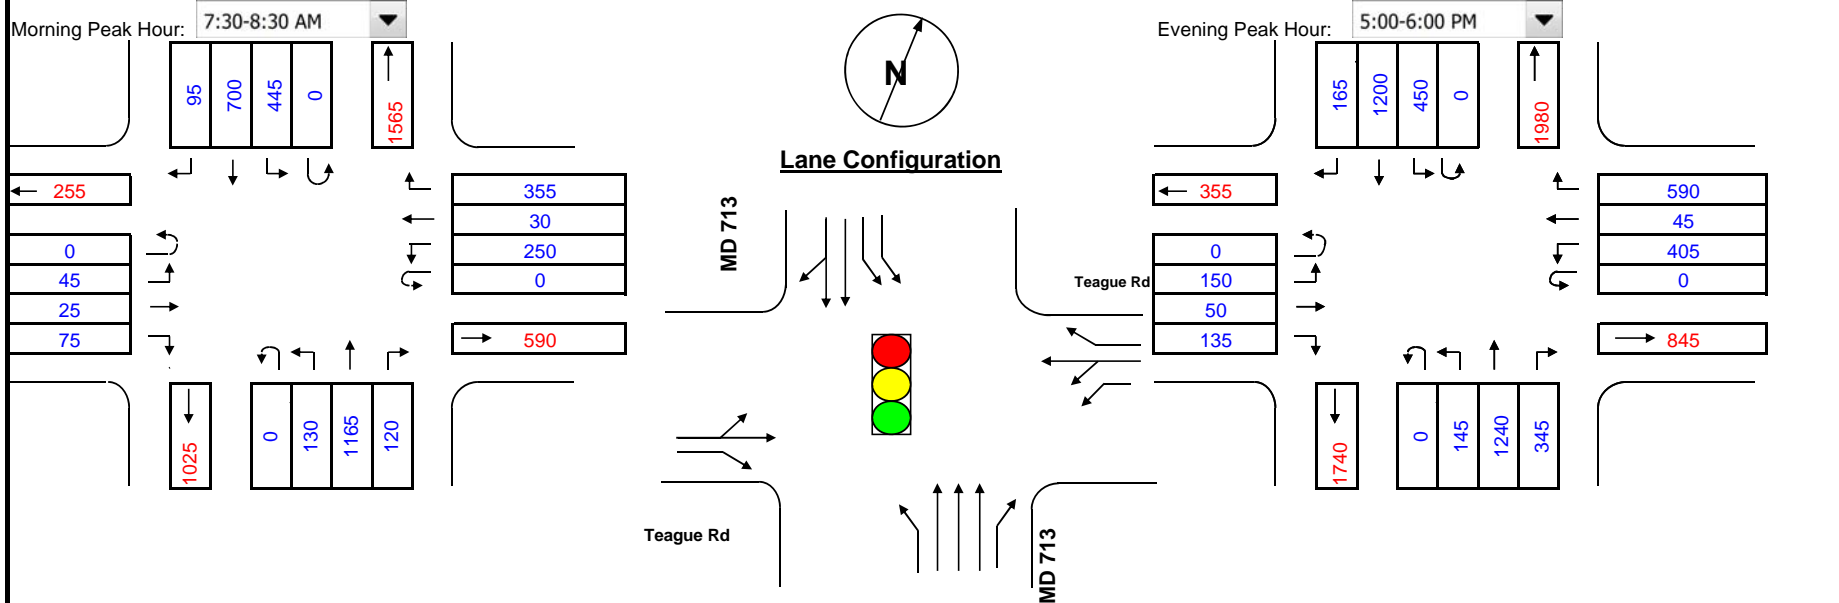 Morning Peak Hour: 7:30-8:30 AM
Evening Peak Hour: 5:00-6:00 PM
N
Lane Configuration
95 700 445 0 1565
255
0
45
25
75
355
30
250
0
590
1025 0 130 1165 120
MD 713
Teague Rd
Teague Rd
MD 713
165 1200 450 0 1980
355
0
150
50
135
590
45
405
0
845
1740 0 145 1240 345